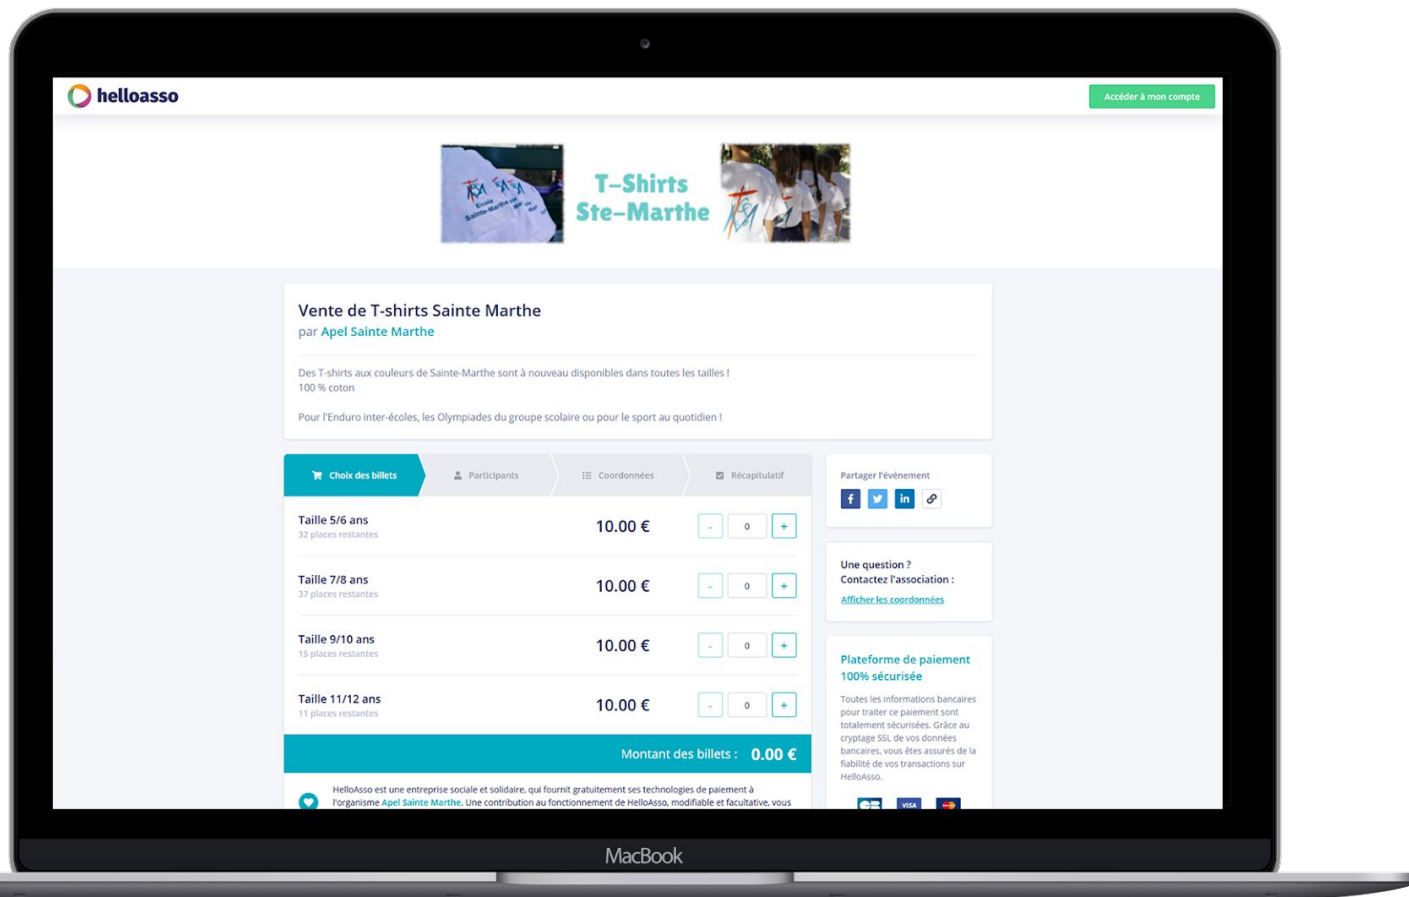 helloasso
Accéder à mon compte
Ecole
T-Shirts
Ste-Marthe
Vente de T-shirts Sainte Marthe
par Apel Sainte Marthe
Des T-shirts aux couleurs de Sainte-Marthe sont à nouveau disponibles dans toutes les tailles !
100 % coton
Pour l'Enduro inter-écoles, les Olympiades du groupe scolaire ou pour le sport au quotidien !
Choix des billets
Participants
Coordonnées
Récapitulatif
Taille 5/6 ans
32 places restantes
10.00 €
- 0 +
Taille 7/8 ans
37 places restantes
10.00 €
- 0 +
Taille 9/10 ans
15 places restantes
10.00 €
- 0 +
Taille 11/12 ans
11 places restantes
10.00 €
- 0 +
Montant des billets : 0.00 €
HelloAsso est une entreprise sociale et solidaire, qui fournit gratuitement ses technologies de paiement à
l'organisme Apel Sainte Marthe. Une contribution au fonctionnement de HelloAsso, modifiable et facultative, vous
Partager l'événement
Une question ?
Contactez l'association :
Afficher les coordonnées
Plateforme de paiement
100% sécurisée
Toutes les informations bancaires
pour traiter ce paiement sont
totalement sécurisées. Grâce au
cryptage SSL de vos données
bancaires, vous êtes assurés de la
fiabilité de vos transactions sur
HelloAsso.
CB
VISA
MacBook